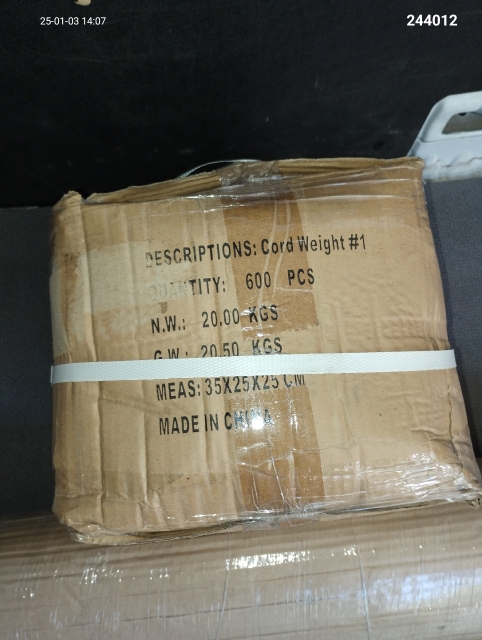 25-01-03 14:07
244012
DESCRIPTIONS: Cord Weight #1
QUANTITY: 600 PCS
N.W.: 20.00 KGS
G.W.: 20.50 KGS
MEAS: 35X25X25 CM
MADE IN CHINA